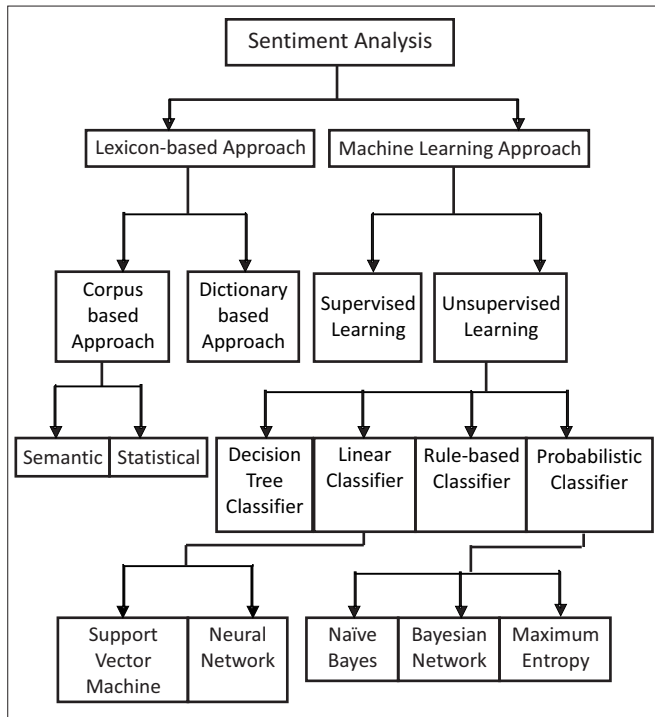 Sentiment Analysis
Lexicon-based Approach
Machine Learning Approach
Corpus
based
Approach
Dictionary
based
Approach
Supervised
Learning
Unsupervised
Learning
Semantic
Statistical
Decision
Tree
Classifier
Linear
Classifier
Rule-based
Classifier
Probabilistic
Classifier
Support
Vector
Machine
Neural
Network
Naïve
Bayes
Bayesian
Network
Maximum
Entropy